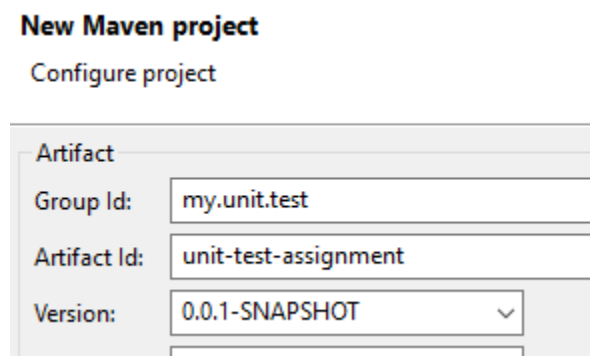 New Maven project
Configure project
Artifact
Group Id: my.unit.test
Artifact Id: unit-test-assignment
Version: 0.0.1-SNAPSHOT